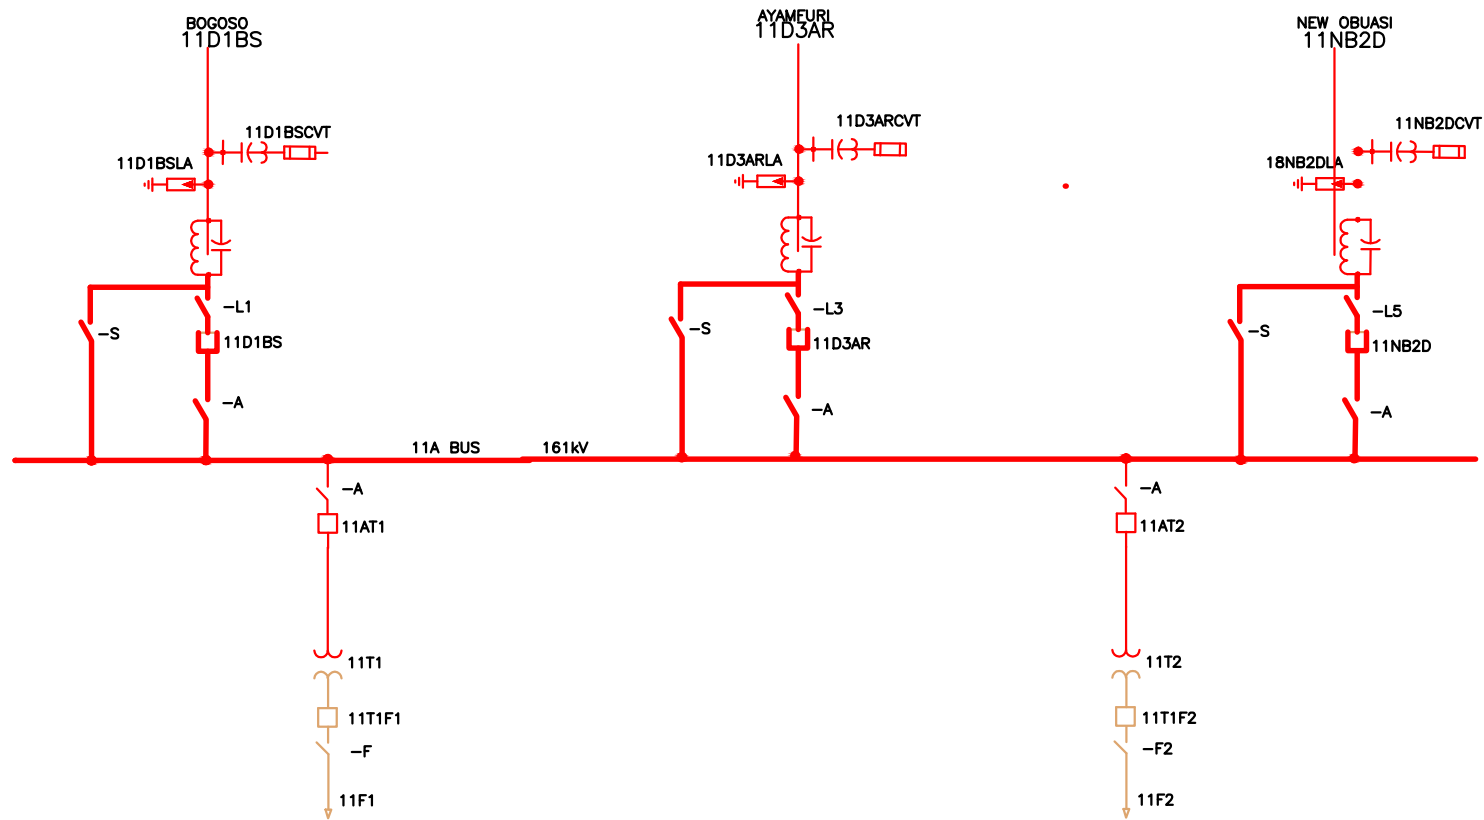 BOGOSO
11D1BS
AYAMFURI
11D3AR
NEW OBUASI
11NB2D
11D1BSCVT
11D3ARCVT
11NB2DCVT
11D1BSLA
11D3ARLA
18NB2DLA
-L1
-L3
-L5
-S
11D1BS
-S
11D3AR
-S
11NB2D
-A
-A
-A
11A BUS
161kV
-A
-A
11AT1
11AT2
11T1
11T2
11T1F1
11T1F2
-F
-F2
11F1
11F2